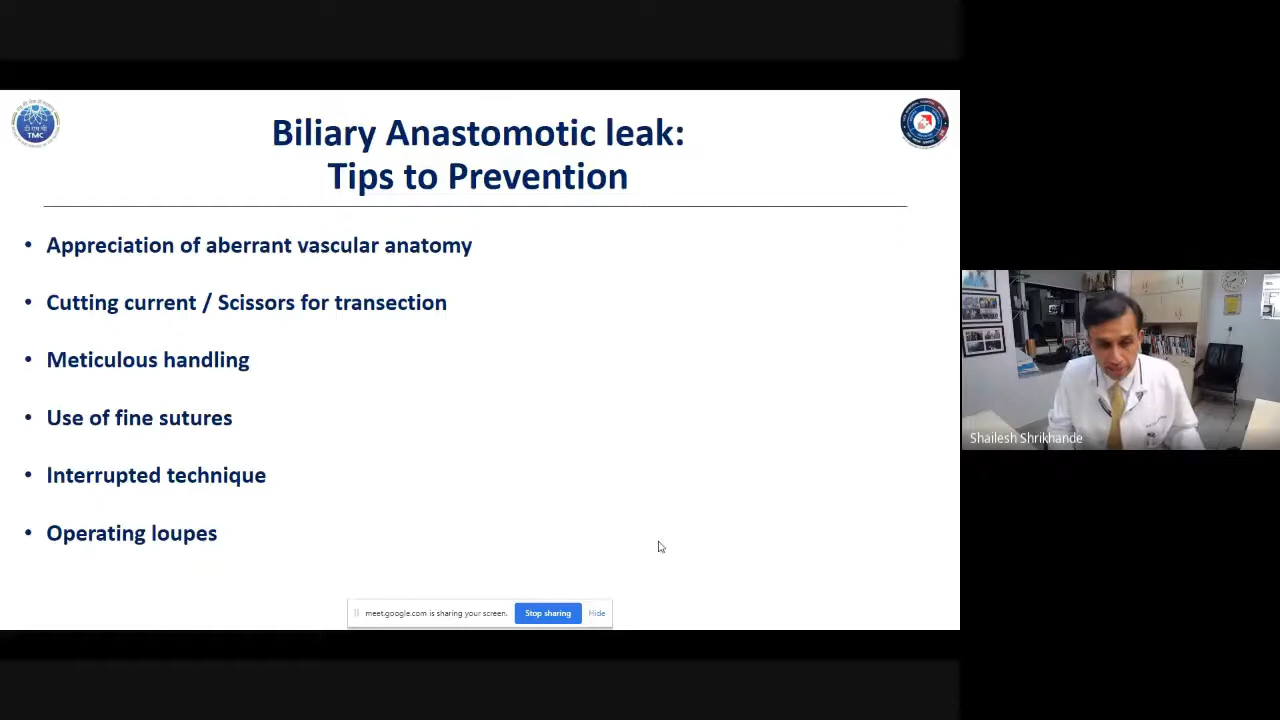 Biliary Anastomotic leak:
Tips to Prevention
TMC
• Appreciation of aberrant vascular anatomy
• Cutting current / Scissors for transection
• Meticulous handling
• Use of fine sutures
• Interrupted technique
• Operating loupes
meet.google.com is sharing your screen.
Stop sharing
Hide
Shailesh Shrikhande